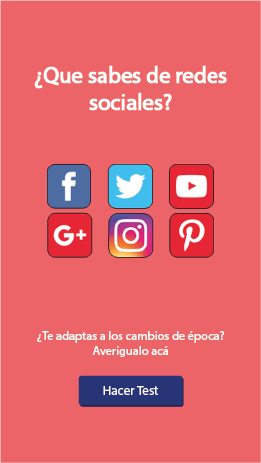 ¿Que sabes de redes
sociales?
f
G+
¿Te adaptas a los cambios de época?
Averigualo acá
Hacer Test